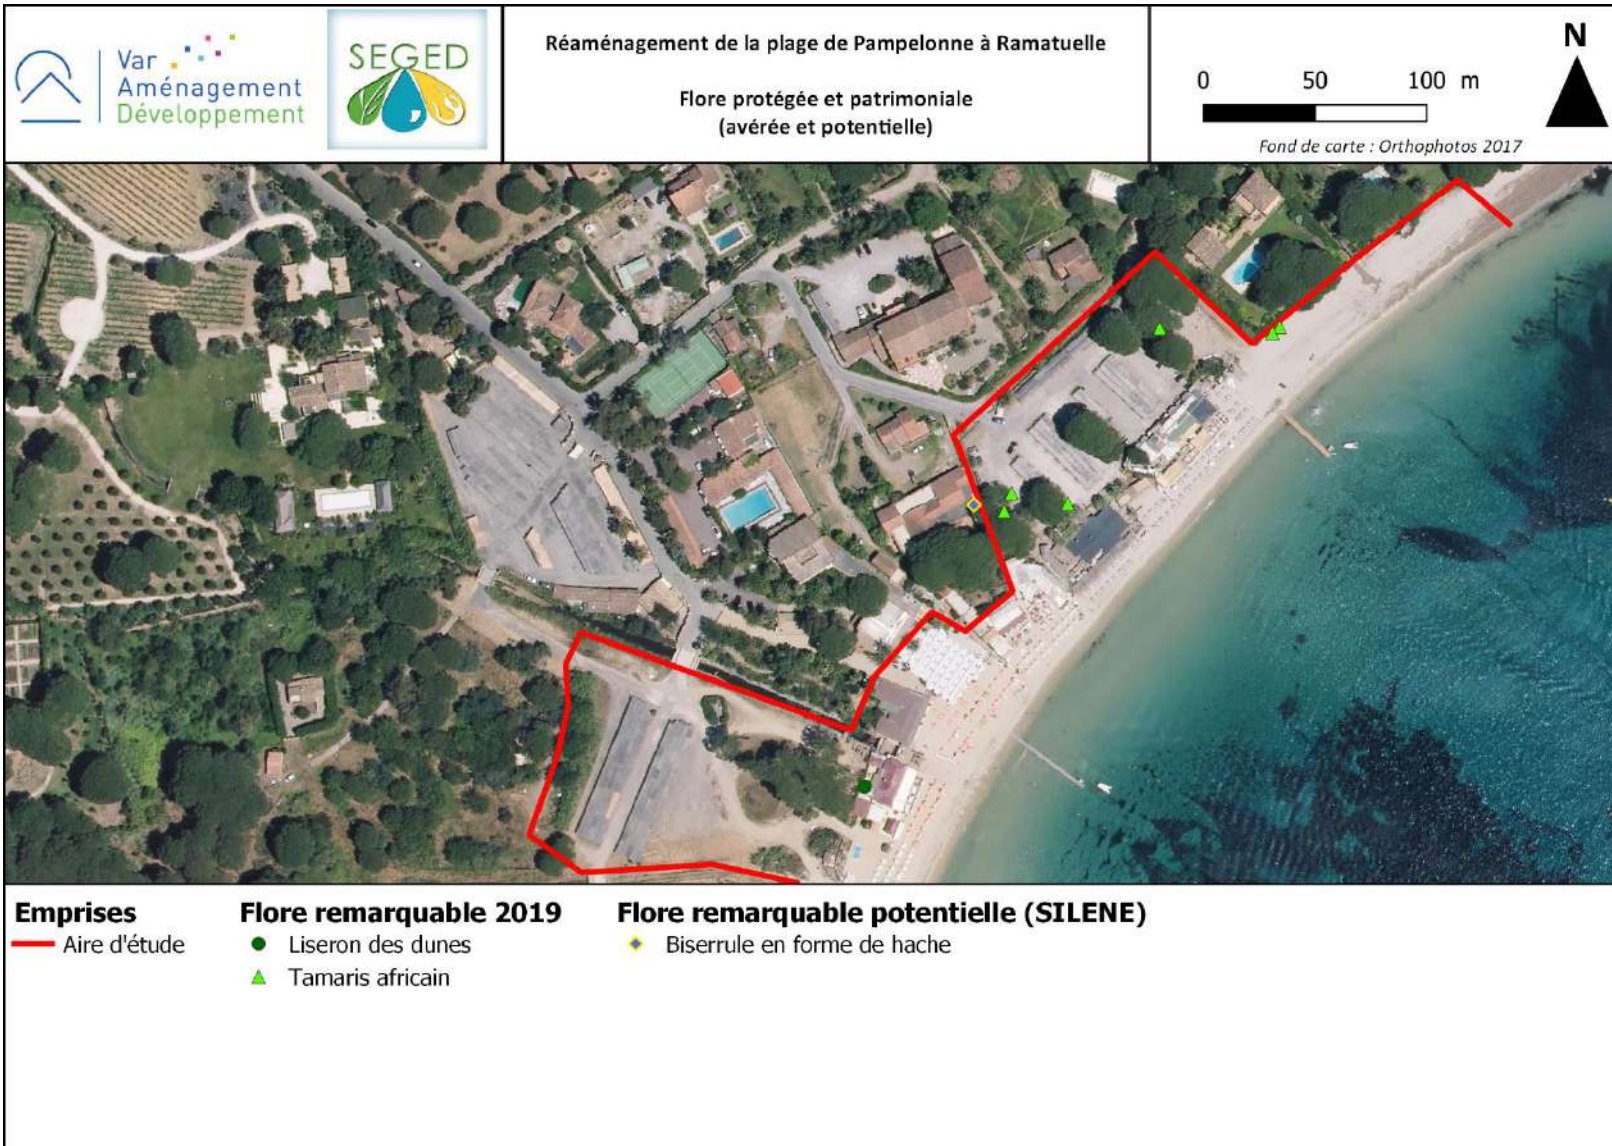 Var
Aménagement
Développement
SEGED
Réaménagement de la plage de Pampelonne à Ramatuelle
Flore protégée et patrimoniale
(avérée et potentielle)
0 50 100 m
N
Fond de carte : Orthophotos 2017
Emprises
Aire d'étude
Flore remarquable 2019
Liseron des dunes
Tamaris africain
Flore remarquable potentielle (SILENE)
Biserrule en forme de hache